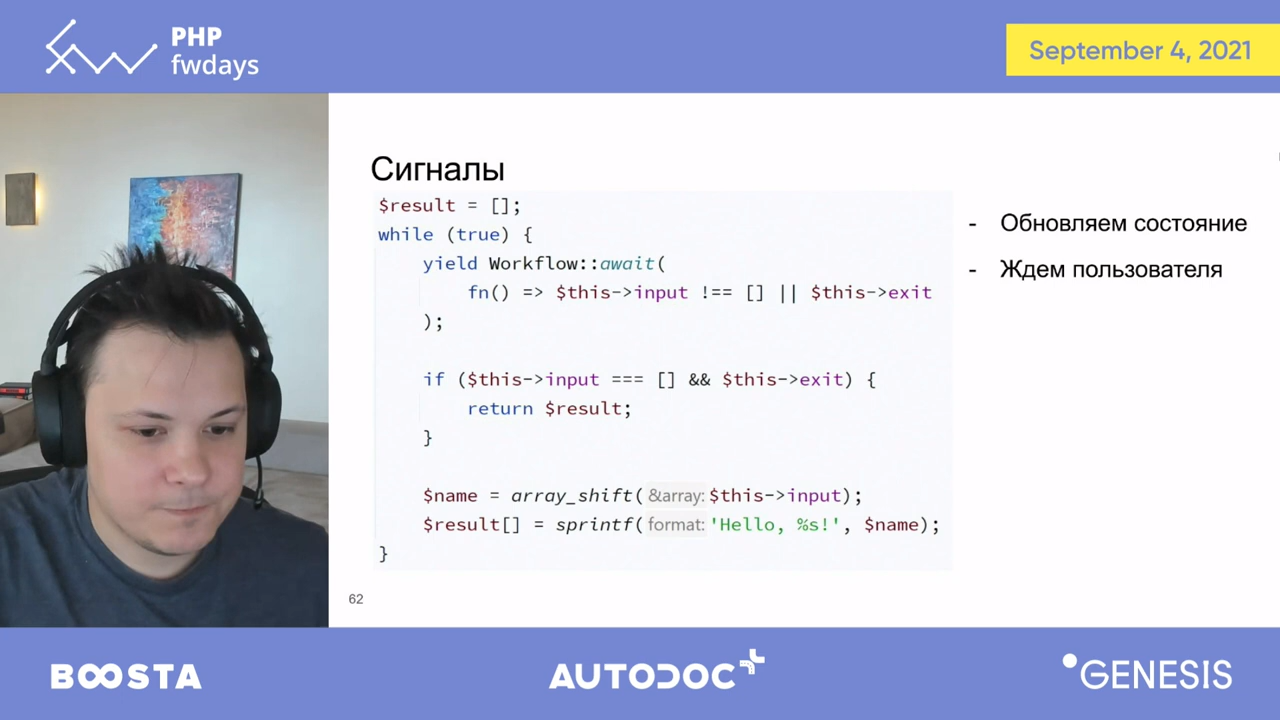 PHP
fwdays
September 4, 2021
Сигналы
$result = [];
while (true) {
yield Workflow::await(
fn() => $this->input !== [] || $this->exit
);
if ($this->input === [] && $this->exit) {
return $result;
}
$name = array_shift( &array: $this->input);
$result[] = sprintf( format: 'Hello, %s!', $name);
}
- Обновляем состояние
- Ждем пользователя
62
BOOSTA
AUTODOC
GENESIS